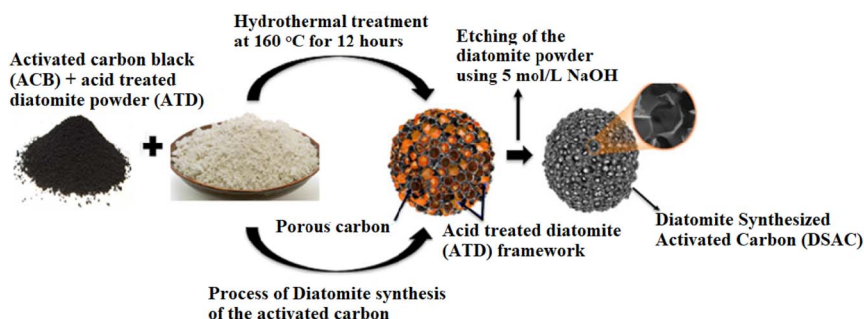 Hydrothermal treatment
at 160 °C for 12 hours
Etching of the
diatomite powder
using 5 mol/L NaOH
Activated carbon black
(ACB) + acid treated
diatomite powder (ATD)
Porous carbon
Acid treated diatomite
(ATD) framework
Diatomite Synthesized
Activated Carbon (DSAC)
Process of Diatomite synthesis
of the activated carbon